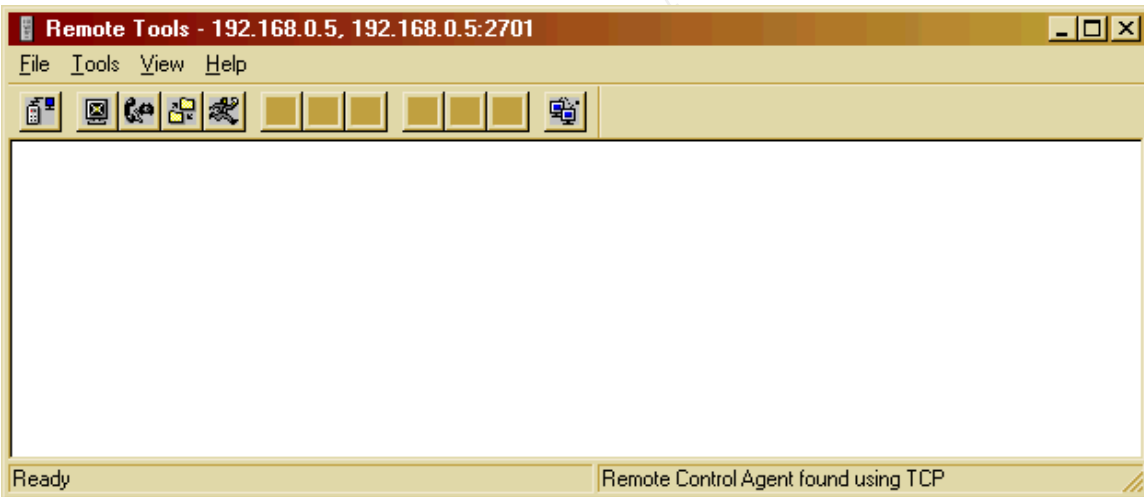 Remote Tools - 192.168.0.5, 192.168.0.5:2701
File Tools View Help
Ready
Remote Control Agent found using TCP